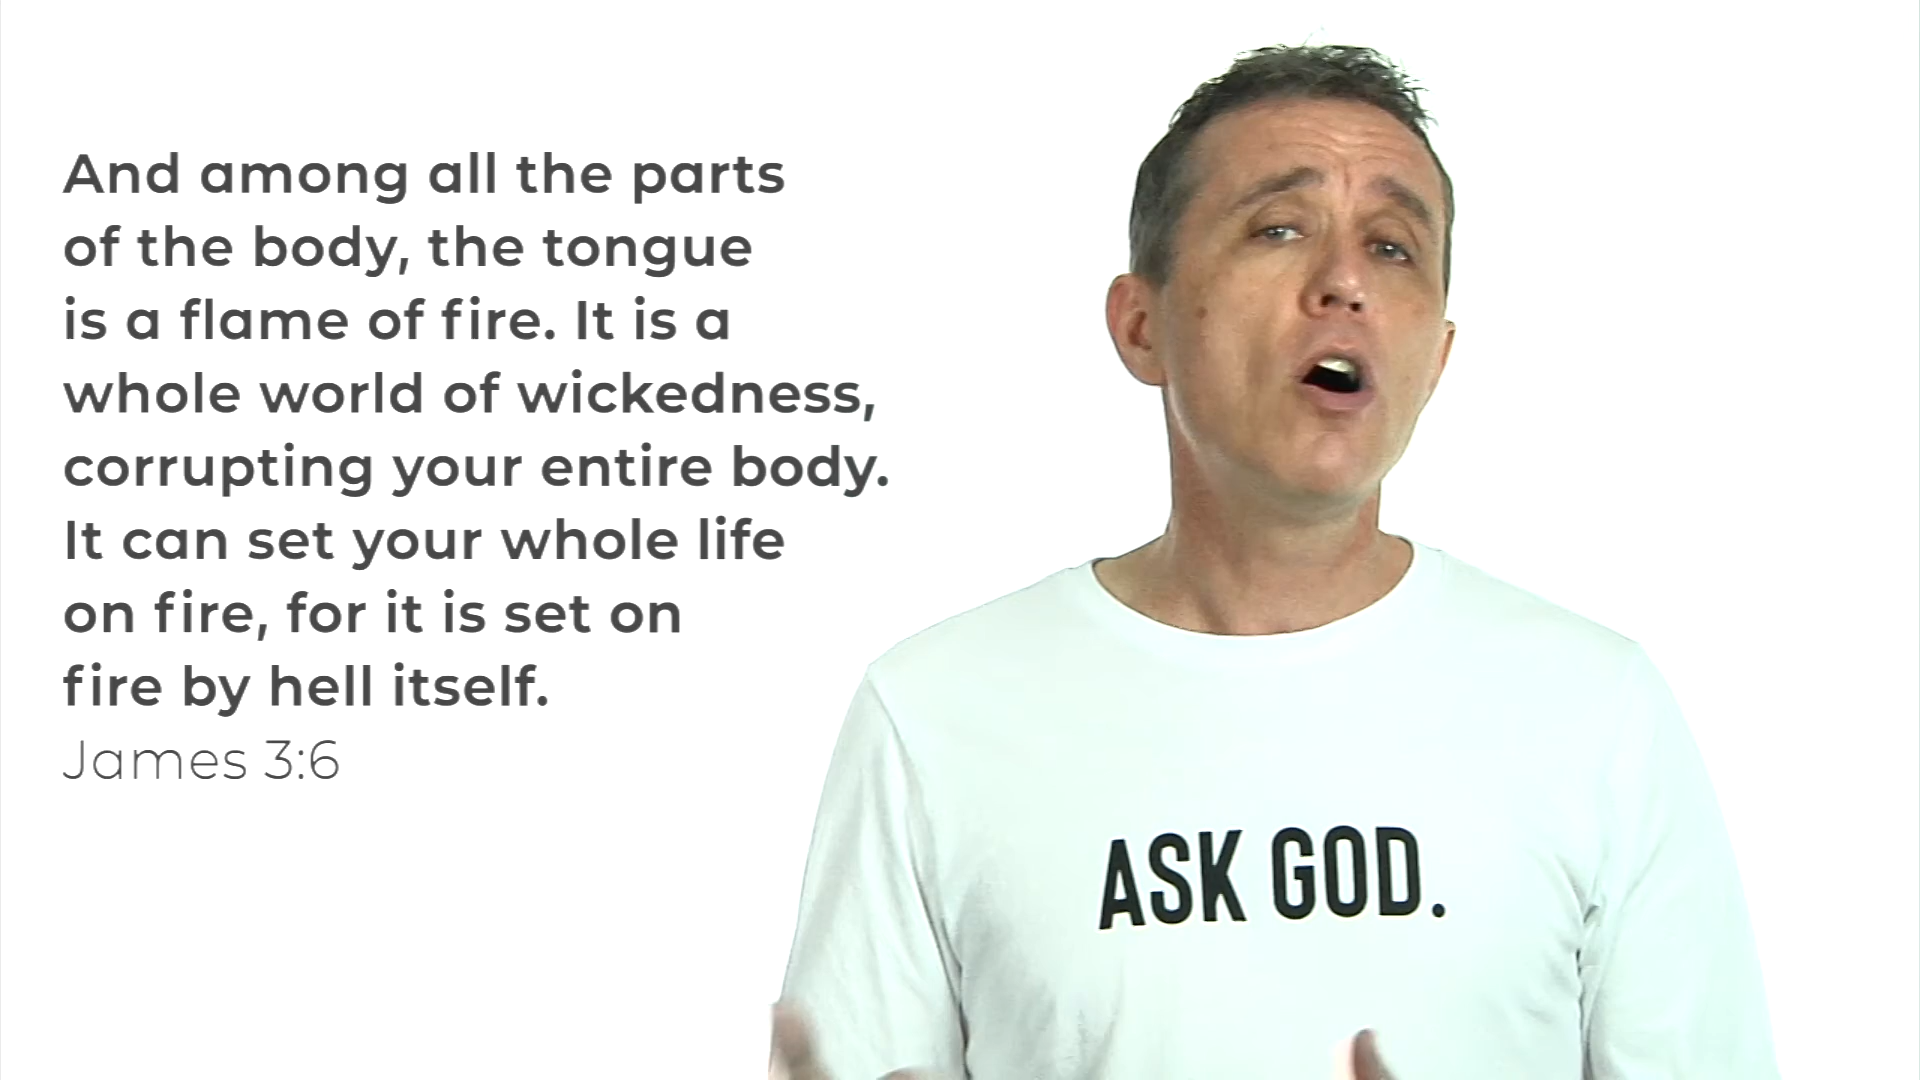 And among all the parts
of the body, the tongue
is a flame of fire. It is a
whole world of wickedness,
corrupting your entire body.
It can set your whole life
on fire, for it is set on
fire by hell itself.
James 3:6
ASK GOD.